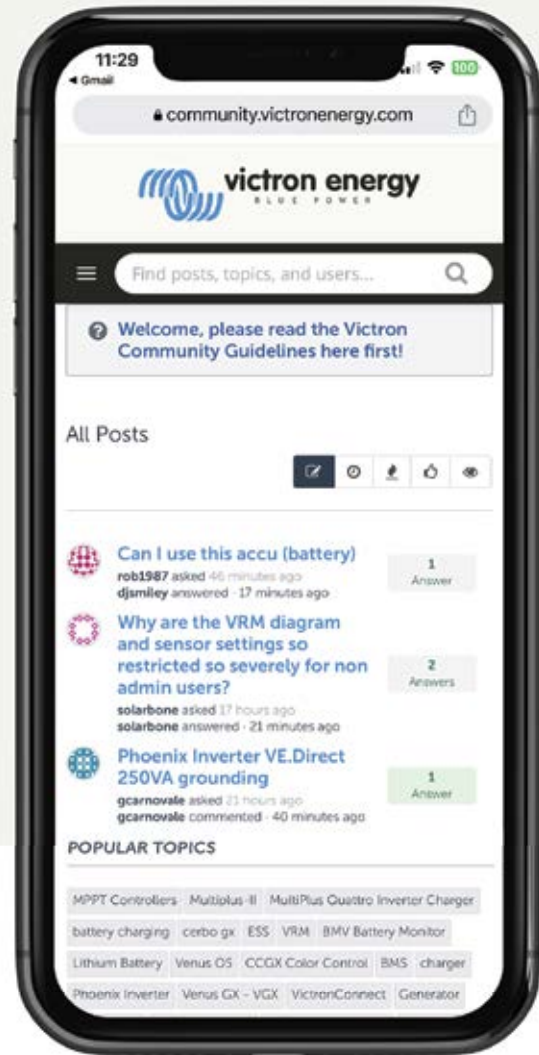 11:29
Gmail
100
community.victronenergy.com
victron energy
BLUE POWER
Find posts, topics, and users...
Welcome, please read the Victron
Community Guidelines here first!
All Posts
Can I use this accu (battery)
rob1987 asked 46 minutes ago
djsmiley answered · 17 minutes ago
1
Answer
Why are the VRM diagram
and sensor settings so
restricted so severely for non
admin users?
solarbone asked 17 hours ago
solarbone answered · 21 minutes ago
2
Answers
Phoenix Inverter VE.Direct
250VA grounding
gcarnovale asked 21 hours ago
gcarnovale commented · 40 minutes ago
1
Answer
POPULAR TOPICS
MPPT Controllers Multiplus-II MultiPlus Quattro Inverter Charger
battery charging cerbo gx ESS VRM BMV Battery Monitor
Lithium Battery Venus OS CCGX Color Control BMS charger
Phoenix Inverter Venus GX - VGX VictronConnect Generator